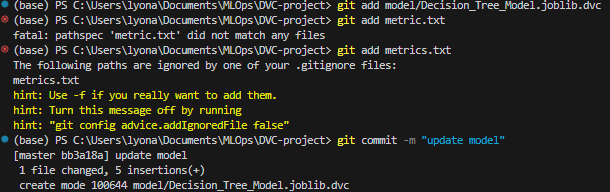 (base) PS C:\Users\lyona\Documents\MLOps\DVC-project> git add model/Decision_Tree_Model.joblib.dvc
(base) PS C:\Users\lyona\Documents\MLOps\DVC-project> git add metric.txt
fatal: pathspec 'metric.txt' did not match any files
(base) PS C:\Users\lyona\Documents\MLOps\DVC-project> git add metrics.txt
The following paths are ignored by one of your .gitignore files:
metrics.txt
hint: Use -f if you really want to add them.
hint: Turn this message off by running
hint: "git config advice.addIgnoredFile false"
(base) PS C:\Users\lyona\Documents\MLOps\DVC-project> git commit -m "update model"
[master bb3a18a] update model
1 file changed, 5 insertions(+)
create mode 100644 model/Decision_Tree_Model.joblib.dvc